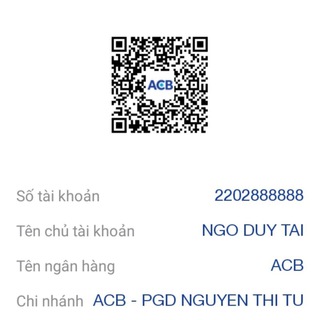 ACB
Số tài khoản 2202888888
Tên chủ tài khoản NGO DUY TAI
Tên ngân hàng ACB
Chi nhánh ACB - PGD NGUYEN THI TU